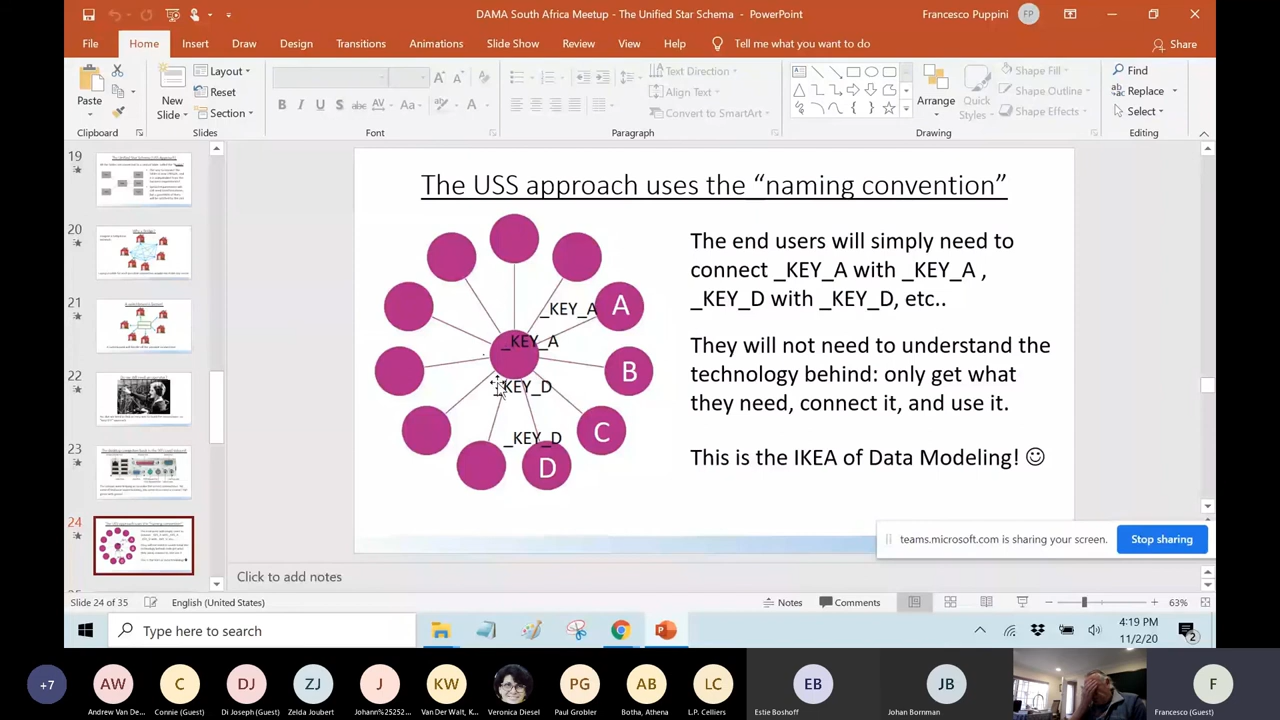 DAMA South Africa Meetup - The Unified Star Schema - PowerPoint
Francesco Puppini
FP
File
Home
Insert
Draw
Design
Transitions
Animations
Slide Show
Review
View
Help
Tell me what you want to do
Share
Paste
New
Slide
Layout
Reset
Section
Text Direction
Align Text
Convert to SmartArt
Arrange
Quick
Styles
Shape Fill
Shape Outline
Shape Effects
Find
Replace
Select
Clipboard
Slides
Font
Paragraph
Drawing
Editing
19
20
21
22
23
24
The USS approach uses the “naming convention”
_KEY_A
A
_KEY_A
B
_KEY_D
C
_KEY_D
D
The end users will simply need to
connect _KEY_A with _KEY_A ,
_KEY_D with _KEY_D, etc..
They will not need to understand the
technology behind: only get what
they need, connect it, and use it.
This is the IKEA of Data Modeling! ☺
teams.microsoft.com is sharing your screen.
Stop sharing
Click to add notes
Slide 24 of 35
English (United States)
Notes
Comments
63%
Type here to search
4:19 PM
11/2/20
2
+7
AW
C
DJ
ZJ
J
KW
PG
AB
LC
EB
JB
F
Andrew Van De...
Connie (Guest)
Di Joseph (Guest)
Zelda Joubert
Johann%25252...
Van Der Walt, K...
Veronica Diesel
Paul Grobler
Botha, Athena
L.P. Celliers
Estie Boshoff
Johan Bornman
Francesco (Guest)